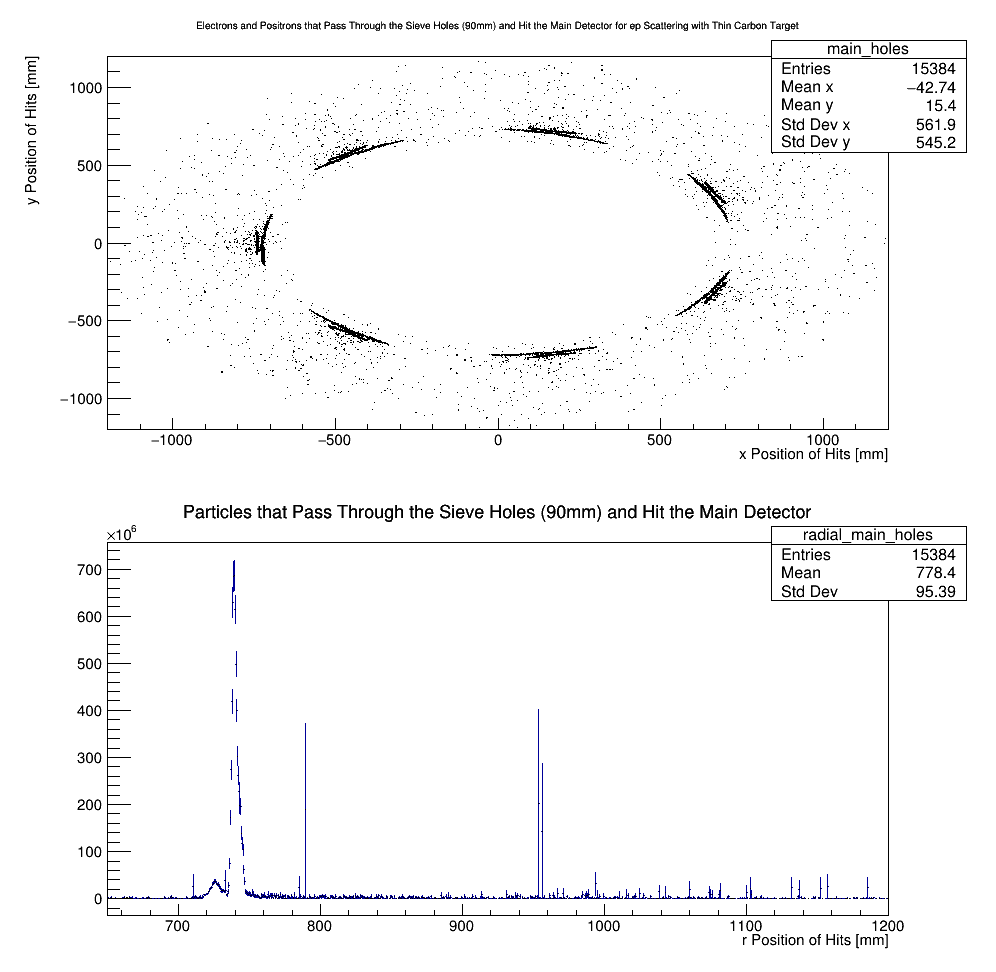 Electrons and Positrons that Pass Through the Sieve Holes (90mm) and Hit the Main Detector for ep Scattering with Thin Carbon Target
main_holes
Entries 15384
Mean x −42.74
Mean y 15.4
Std Dev x 561.9
Std Dev y 545.2
y Position of Hits [mm]
1000
500
0
−500
−1000
−1000 −500 0 500 1000
x Position of Hits [mm]
Particles that Pass Through the Sieve Holes (90mm) and Hit the Main Detector
×10⁶
radial_main_holes
Entries 15384
Mean 778.4
Std Dev 95.39
700
600
500
400
300
200
100
0
700 800 900 1000 1100 1200
r Position of Hits [mm]